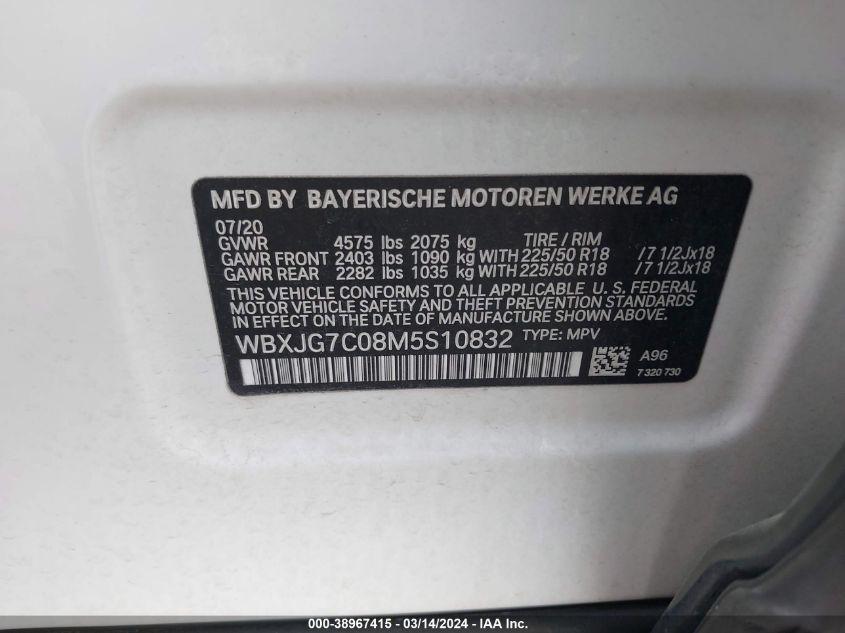 MFD BY BAYERISCHE MOTOREN WERKE AG
07/20
GVWR 4575 lbs 2075 kg TIRE / RIM
GAWR FRONT 2403 lbs 1090 kg WITH 225/50 R18 / 7 1/2Jx18
GAWR REAR 2282 lbs 1035 kg WITH 225/50 R18 / 7 1/2Jx18
THIS VEHICLE CONFORMS TO ALL APPLICABLE U. S. FEDERAL
MOTOR VEHICLE SAFETY AND THEFT PREVENTION STANDARDS
IN EFFECT ON THE DATE OF MANUFACTURE SHOWN ABOVE.
WBXJG7C08M5S10832 TYPE: MPV
A96
7 320 730
000-38967415 - 03/14/2024 - IAAI Inc.